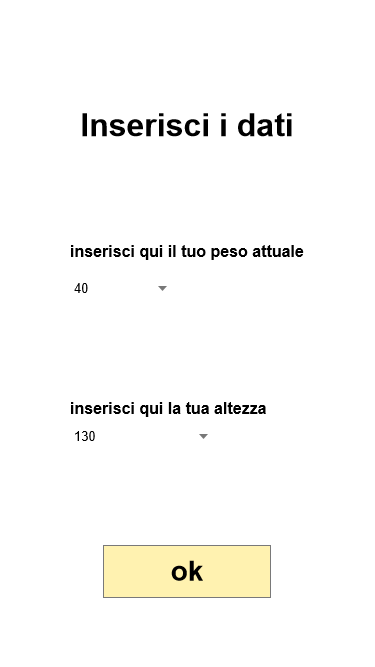 Inserisci i dati
inserisci qui il tuo peso attuale
40
inserisci qui la tua altezza
130
ok